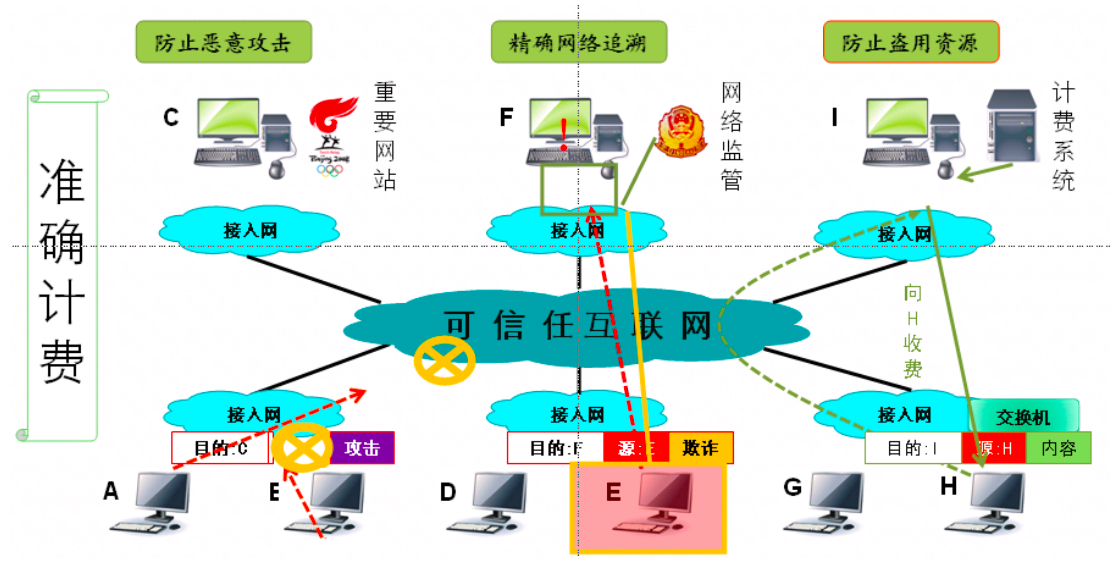 防止恶意攻击
精确网络追溯
防止盗用资源
准确计费
C
重要网站
Beijing 2008
F
!
网络监管
I
计费系统
接入网
接入网
接入网
可信任互联网
向H收费
接入网
接入网
接入网
交换机
目的:C
攻击
目的:F
源:E
欺诈
目的:I
源:H
内容
A
D
E
G
H